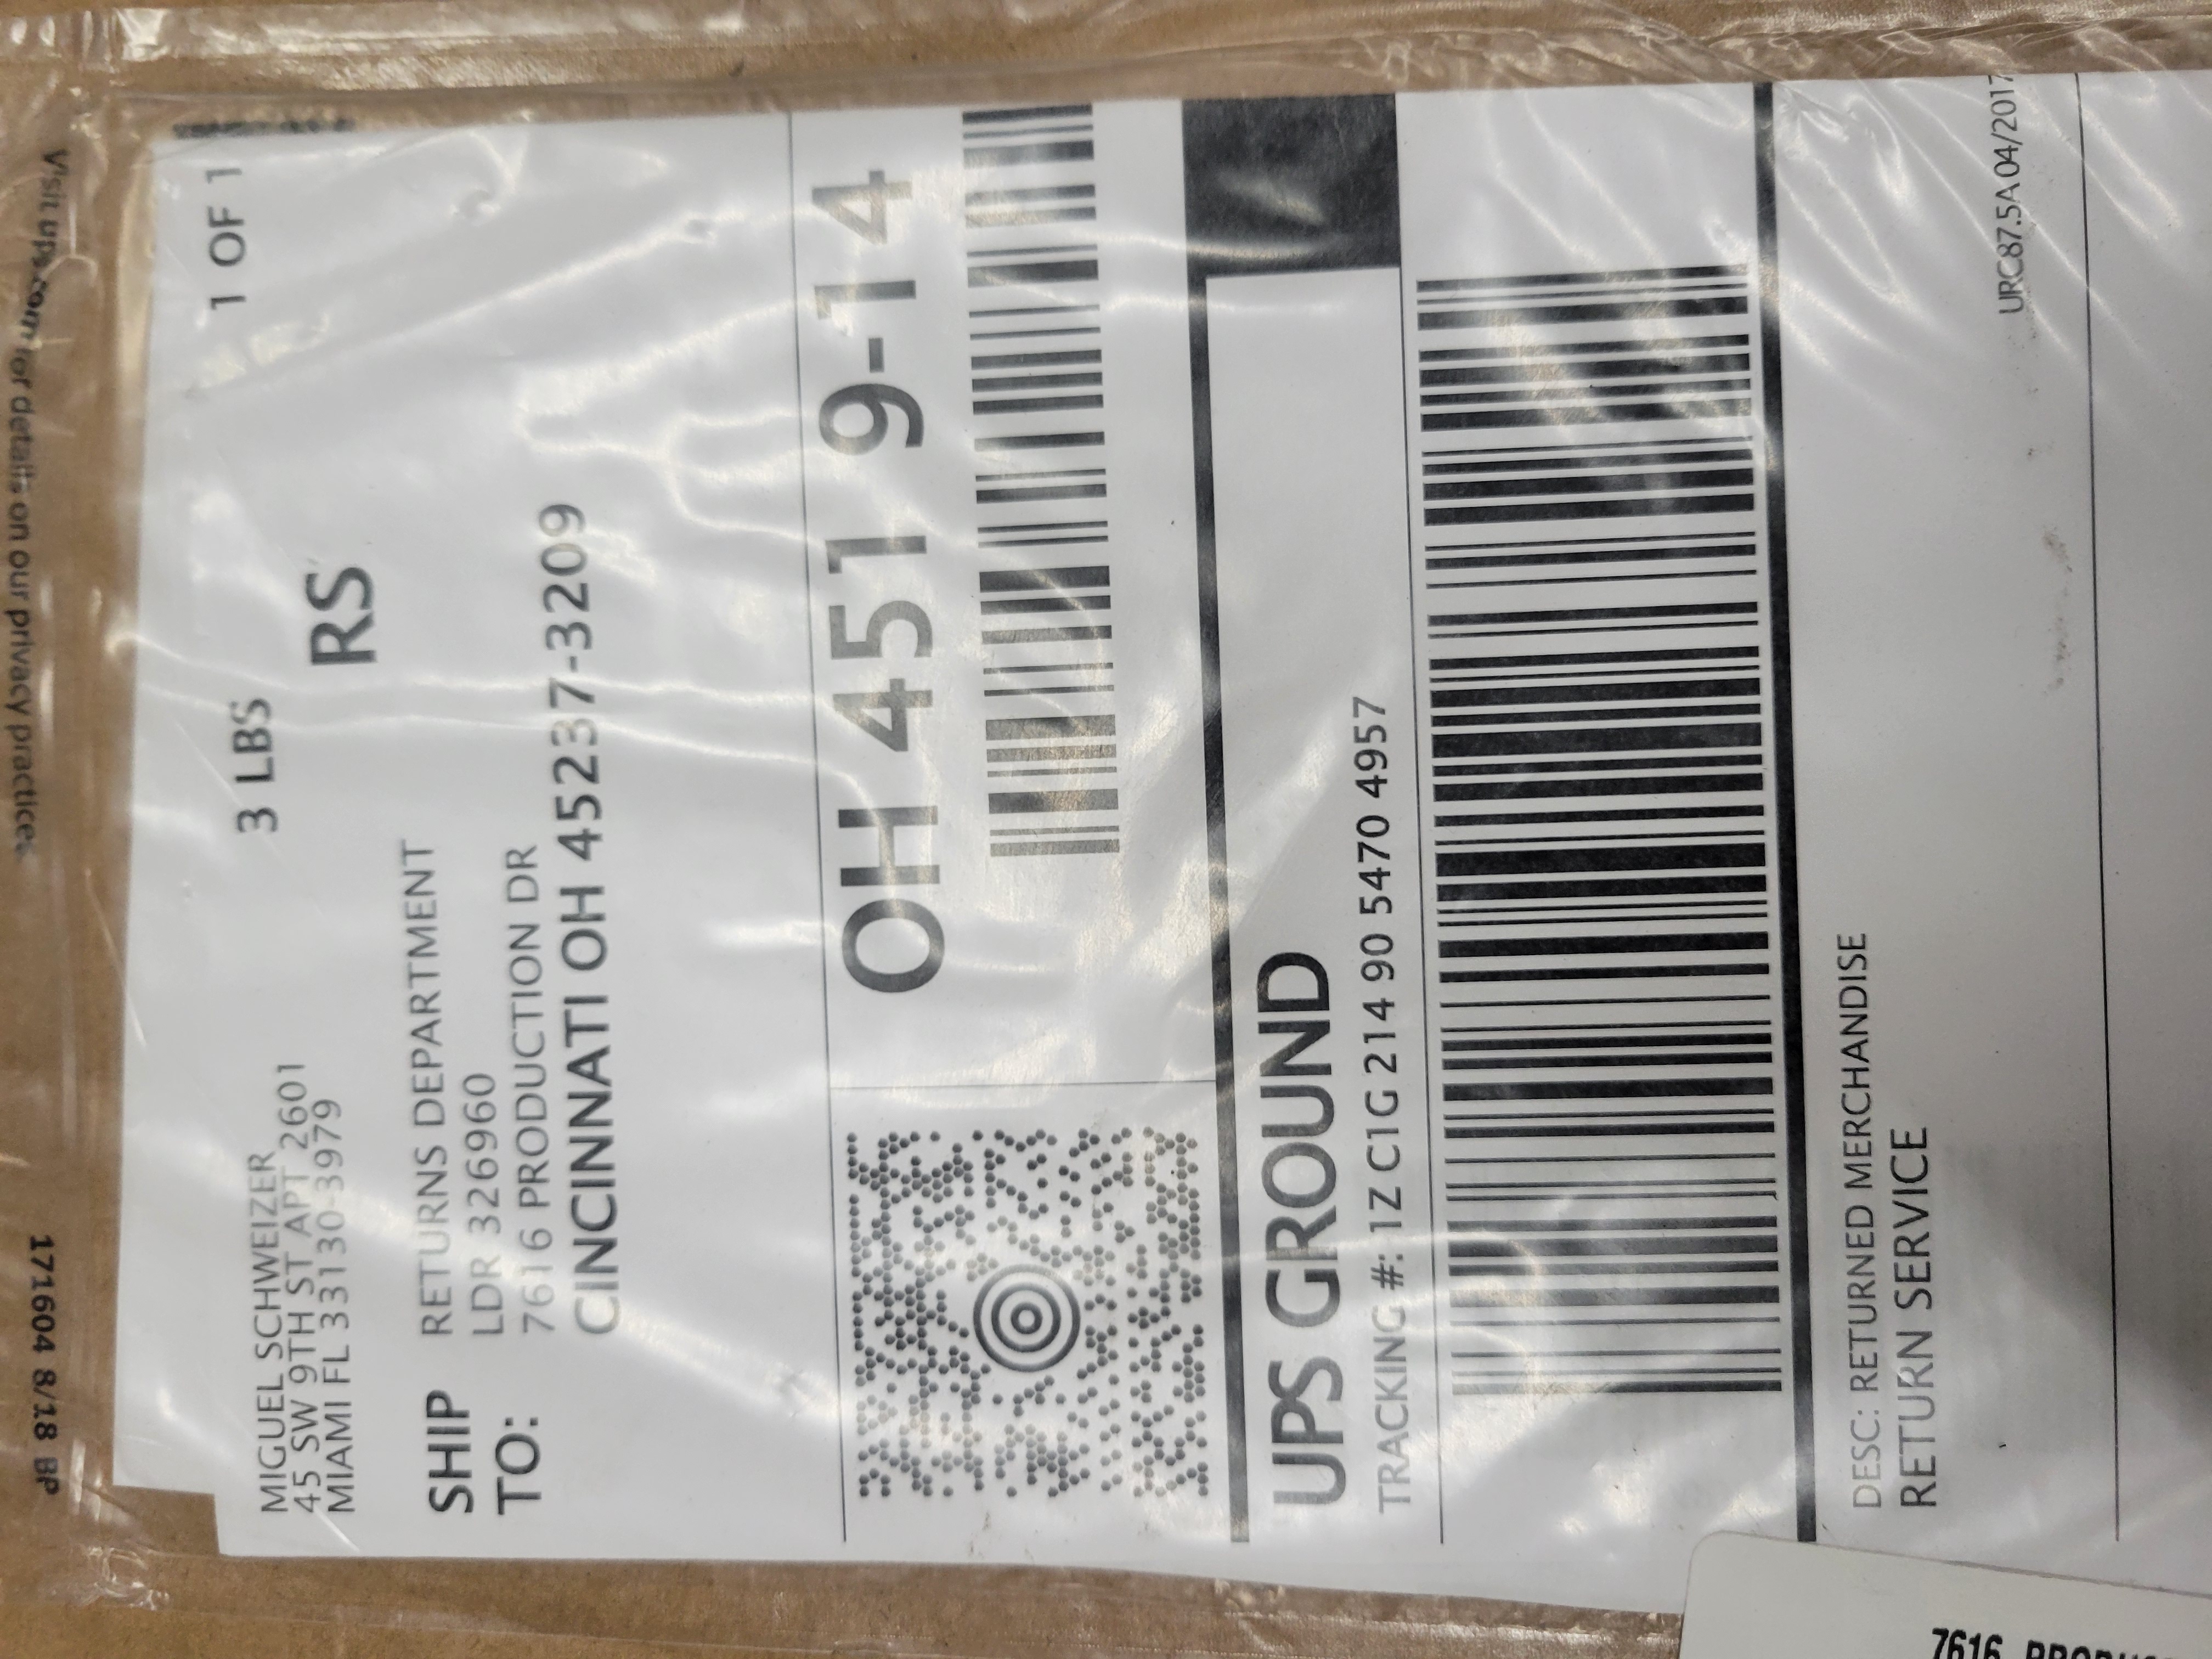 MIGUEL SCHWEIZER
45 SW 9TH ST APT 2601
MIAMI FL 33130-3979
3 LBS
1 OF 1
RS
SHIP
TO:
RETURNS DEPARTMENT
LDR 326960
7616 PRODUCTION DR
CINCINNATI OH 45237-3209
OH 451 9-14
UPS GROUND
TRACKING #: 1Z C1G 214 90 5470 4957
DESC: RETURNED MERCHANDISE
RETURN SERVICE
URC87.5A 04/2017
Visit ups.com for details on our privacy practices.
171604 8/18 BP
7616